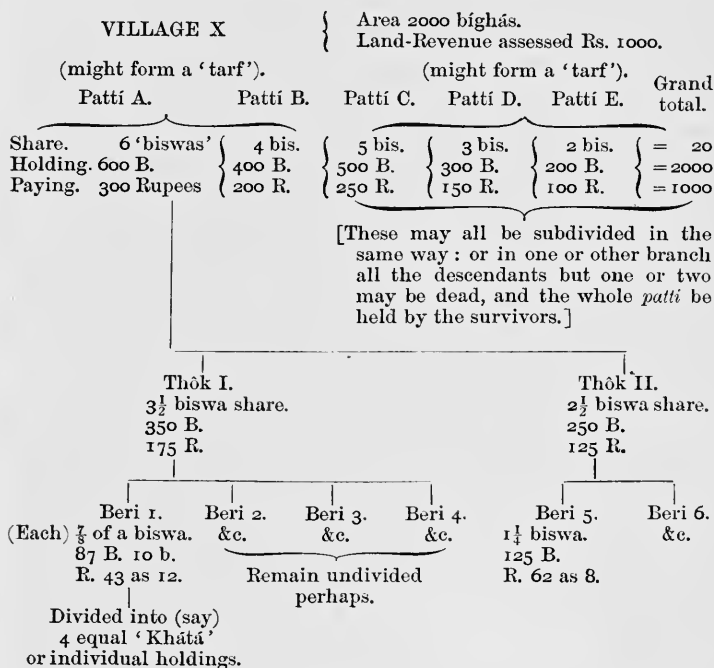 VILLAGE X { Area 2000 bíghás.
Land-Revenue assessed Rs. 1000.
(might form a ‘tarf’). (might form a ‘tarf’).
Pattí A. Pattí B. Pattí C. Pattí D. Pattí E. Grand total.
Share. 6 ‘biswas’ 4 bis. 5 bis. 3 bis. 2 bis. = 20
Holding. 600 B. 400 B. 500 B. 300 B. 200 B. = 2000
Paying. 300 Rupees 200 R. 250 R. 150 R. 100 R. = 1000
[These may all be subdivided in the
same way : or in one or other branch
all the descendants but one or two
may be dead, and the whole patti be
held by the survivors.]
Thôk I. Thôk II.
3½ biswa share. 2½ biswa share.
350 B. 250 B.
175 R. 125 R.
Beri 1. Beri 2. Beri 3. Beri 4. Beri 5. Beri 6.
(Each) ⅞ of a biswa. &c. &c. &c. 1¼ biswa. &c.
87 B. 10 b. 125 B.
R. 43 as 12. Remain undivided R. 62 as 8.
perhaps.
Divided into (say)
4 equal ‘Khátá’
or individual holdings.